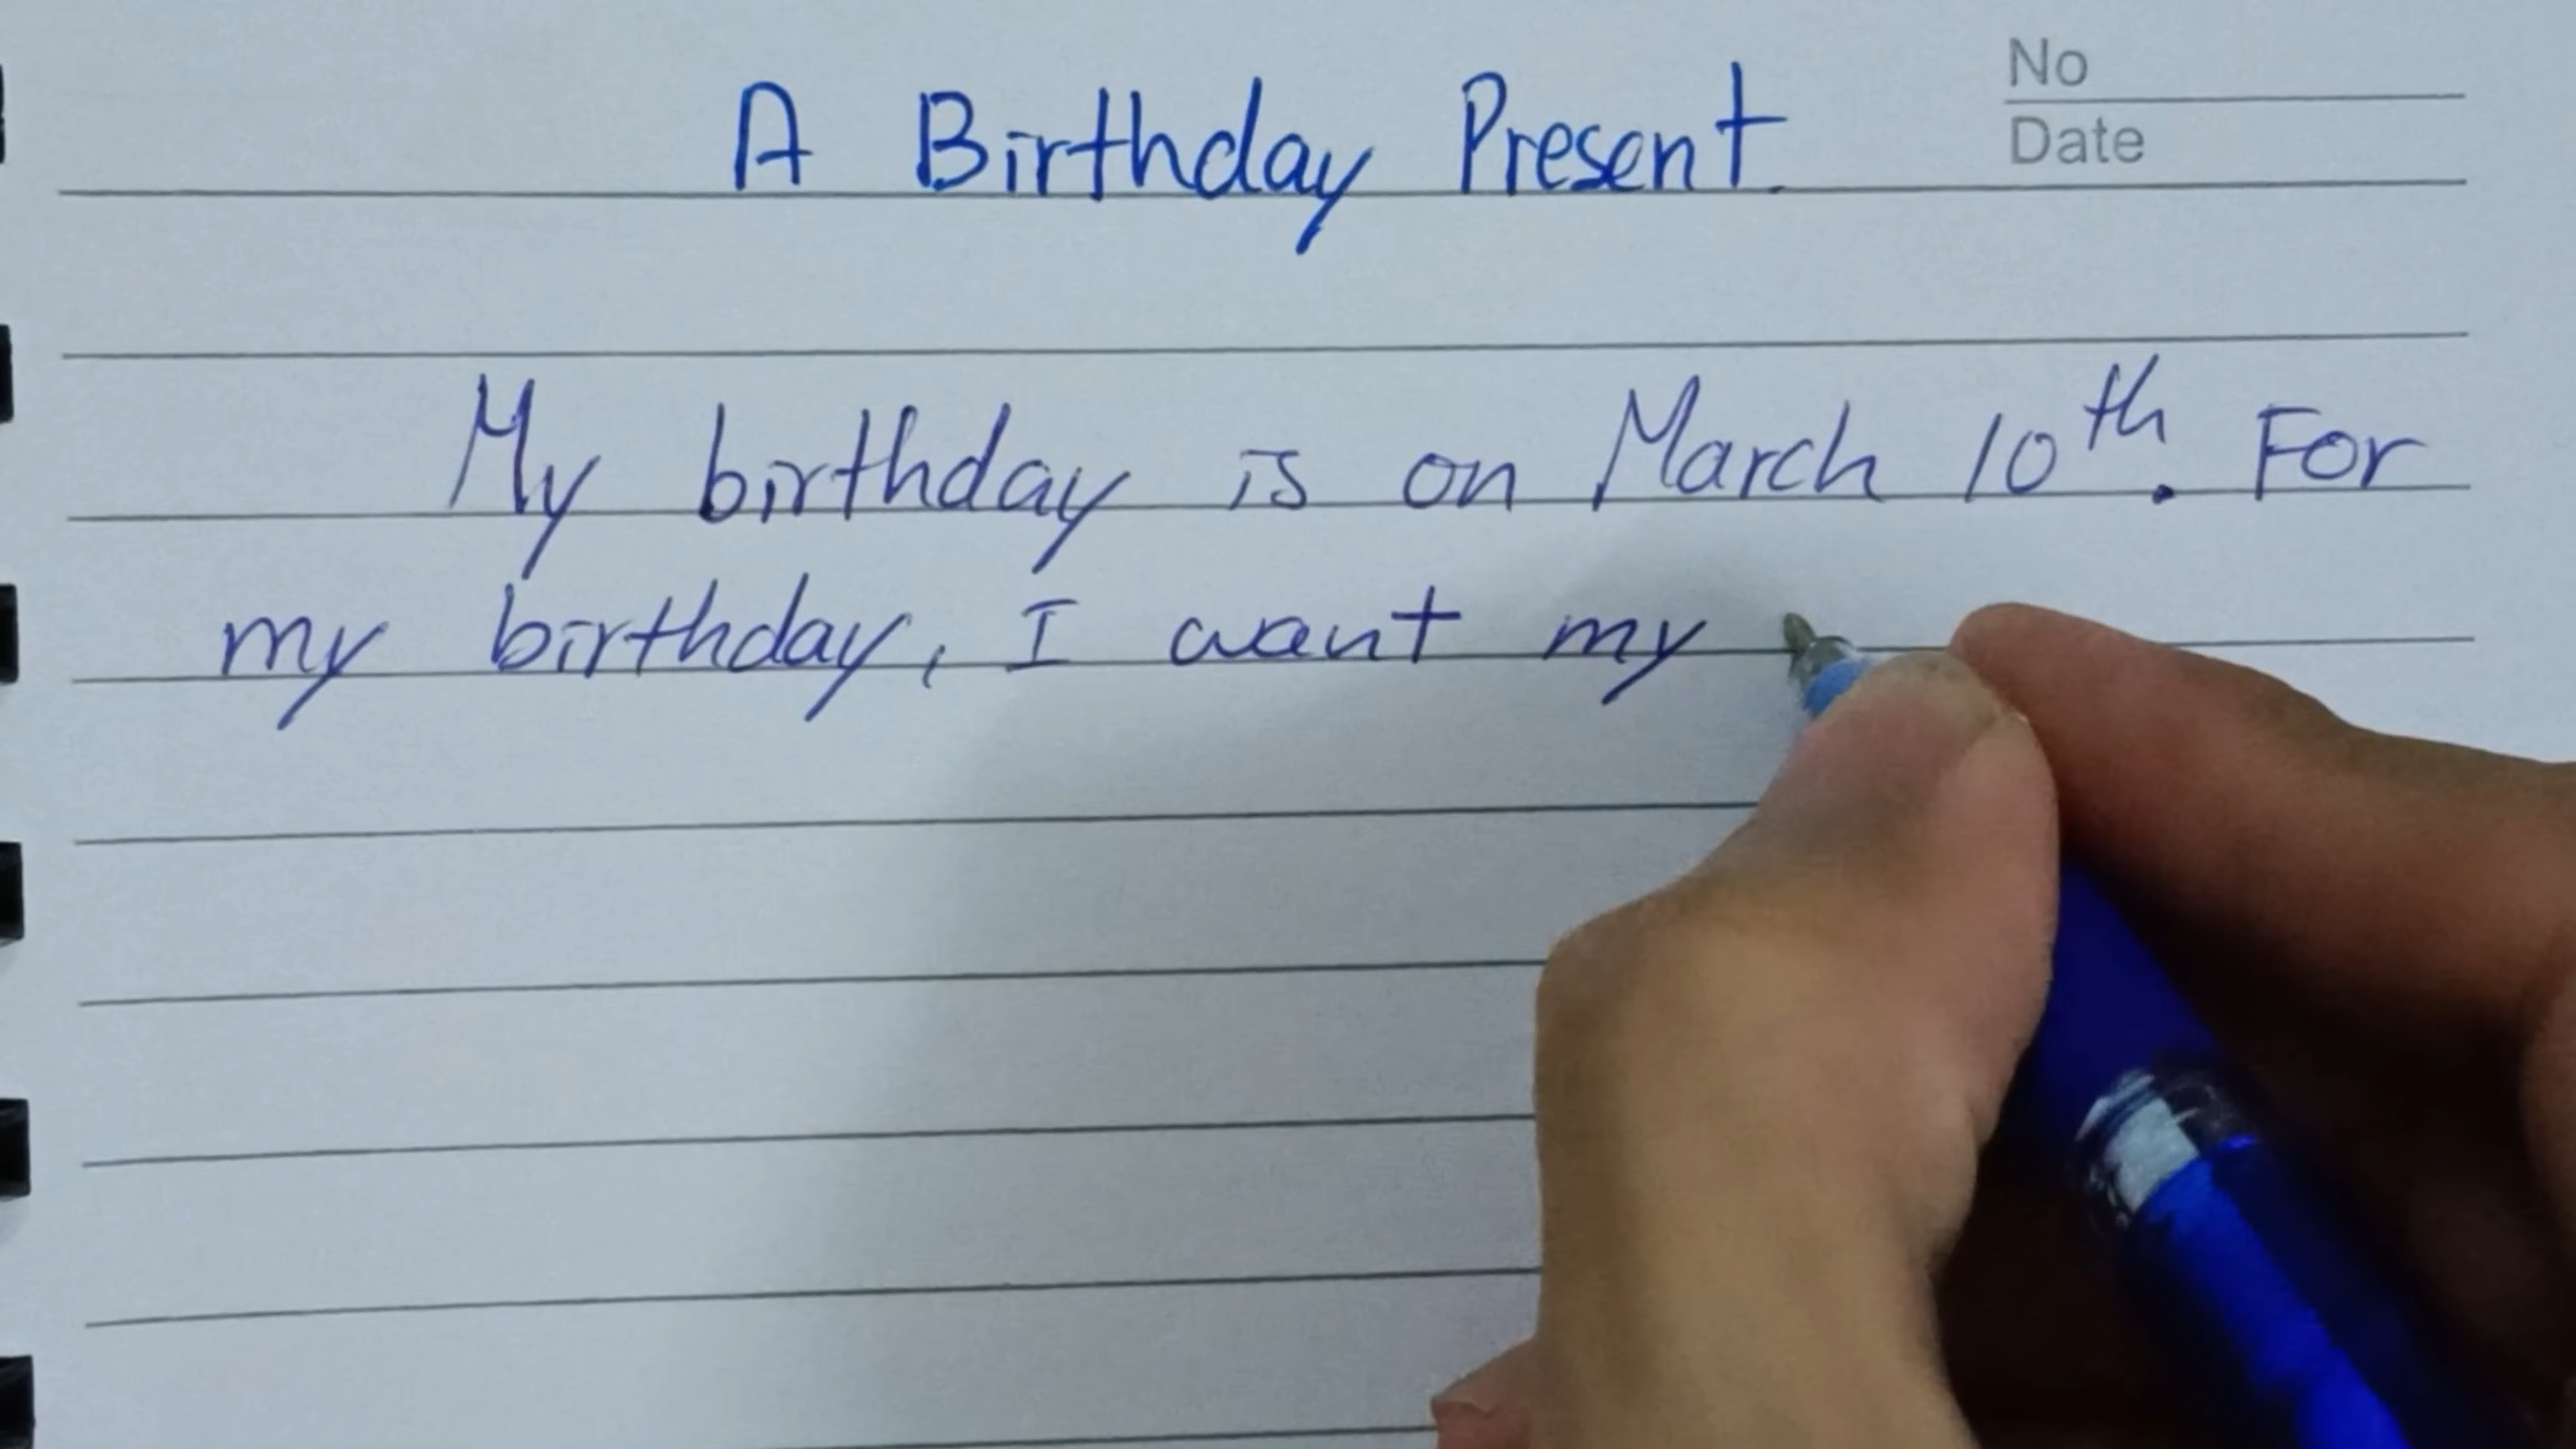 No
Date
A Birthday Present
My birthday is on March 10th. For
my birthday, I want my